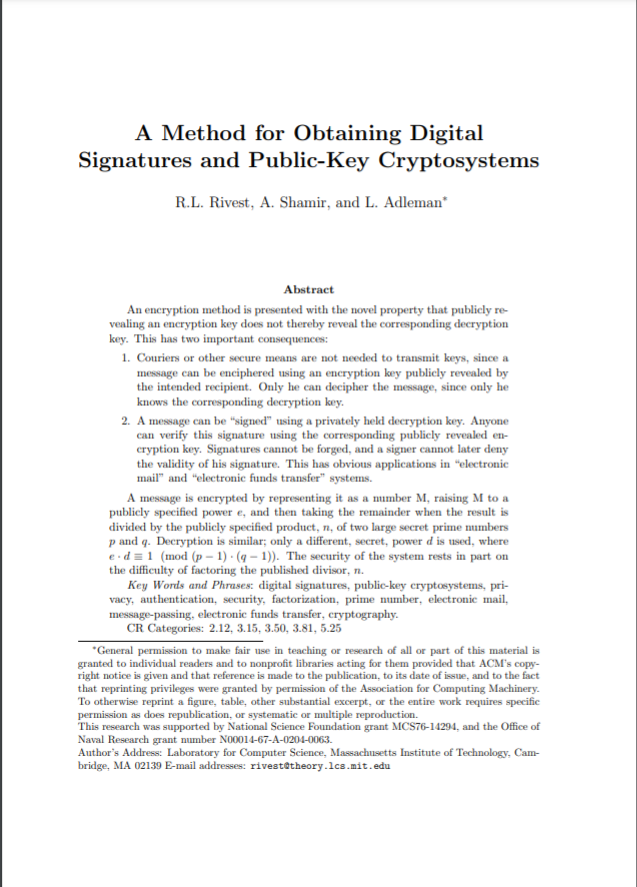 A Method for Obtaining Digital
Signatures and Public-Key Cryptosystems
R.L. Rivest, A. Shamir, and L. Adleman*
Abstract
An encryption method is presented with the novel property that publicly re-
vealing an encryption key does not thereby reveal the corresponding decryption
key. This has two important consequences:
1. Couriers or other secure means are not needed to transmit keys, since a
message can be enciphered using an encryption key publicly revealed by
the intended recipient. Only he can decipher the message, since only he
knows the corresponding decryption key.
2. A message can be “signed” using a privately held decryption key. Anyone
can verify this signature using the corresponding publicly revealed en-
cryption key. Signatures cannot be forged, and a signer cannot later deny
the validity of his signature. This has obvious applications in “electronic
mail” and “electronic funds transfer” systems.
A message is encrypted by representing it as a number M, raising M to a
publicly specified power e, and then taking the remainder when the result is
divided by the publicly specified product, n, of two large secret prime numbers
p and q. Decryption is similar; only a different, secret, power d is used, where
e · d ≡ 1 (mod (p − 1) · (q − 1)). The security of the system rests in part on
the difficulty of factoring the published divisor, n.
Key Words and Phrases: digital signatures, public-key cryptosystems, pri-
vacy, authentication, security, factorization, prime number, electronic mail,
message-passing, electronic funds transfer, cryptography.
CR Categories: 2.12, 3.15, 3.50, 3.81, 5.25
*General permission to make fair use in teaching or research of all or part of this material is
granted to individual readers and to nonprofit libraries acting for them provided that ACM’s copy-
right notice is given and that reference is made to the publication, to its date of issue, and to the fact
that reprinting privileges were granted by permission of the Association for Computing Machinery.
To otherwise reprint a figure, table, other substantial excerpt, or the entire work requires specific
permission as does republication, or systematic or multiple reproduction.
This research was supported by National Science Foundation grant MCS76-14294, and the Office of
Naval Research grant number N00014-67-A-0204-0063.
Author’s Address: Laboratory for Computer Science, Massachusetts Institute of Technology, Cam-
bridge, MA 02139 E-mail addresses: rivest@theory.lcs.mit.edu